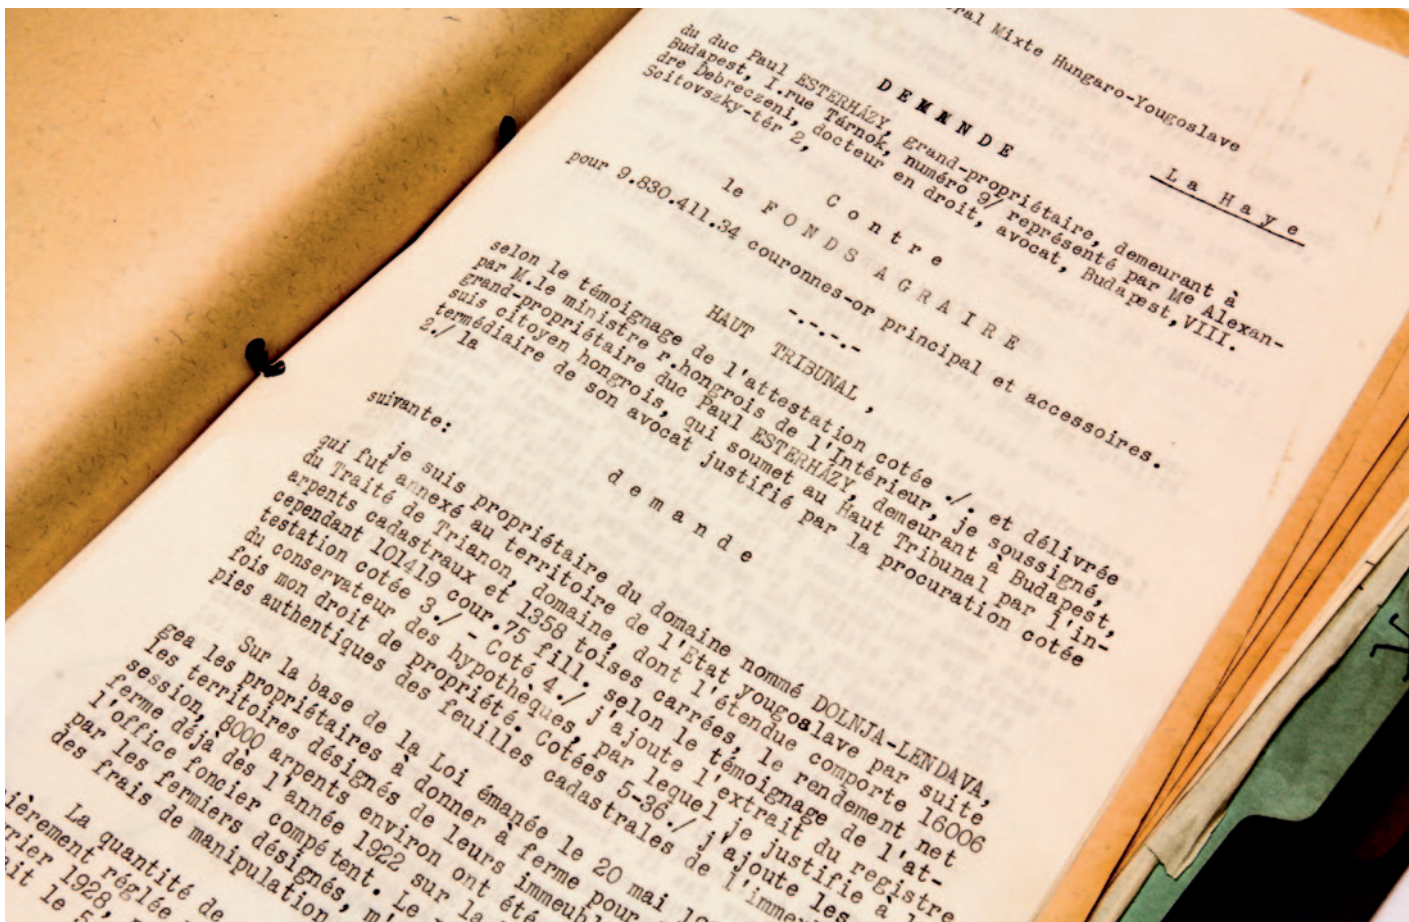 ral Mixte Hungaro-Yougoslave
La Haye
DEMANDE
du duc Paul ESTERHÁZY, grand-propriétaire, demeurant à
Budapest, I.rue Tárnok, numéro 9/ représenté par Me Alexan-
dre Debreczeni, docteur en droit, avocat, Budapest, VIII.
Scitovszky-tér 2,
Contre
le FONDS AGRAIRE
pour 9.830.411.34 couronnes-or principal et accessoires.
-.-.-.-
HAUT TRIBUNAL,
selon le témoignage de l'attestation cotée ./. et délivrée
par M.le ministre r.hongrois de l'Intérieur, je soussigné,
grand-propriétaire duc Paul ESTERHÁZY, demeurant à Budapest,
suis citoyen hongrois, qui soumet au Haut Tribunal par l'in-
termédiaire de son avocat justifié par la procuration cotée
2./ la
demande
suivante:
je suis propriétaire du domaine nommé DOLNJA-LENDAVA,
qui fut annexé au territoire de l'Etat yougoalave par suite
du Traité de Trianon, domaine, dont l'étendue comporte 16006
arpents cadastraux et 1358 toises carrées, le rendement net
cependant 101419 cour.75 fill. selon le témoignage de l'at-
testation cotée 3./ - Coté 4./ j'ajoute l'extrait du registre
du conservateur des hypothèques, par lequel je justifie à
fois mon droit de propriété. Cotées 5-36./ j'ajoute les
pies authentiques des feuilles cadastrales de
Sur la base de la Loi émanée le 20 mai
gea les propriétaires à donner à ferme pour
les territoires désignés de leurs
session, 8000 arpents environ ont été
ferme déjà dès l'année 1922 sur la
l'office foncier compétent. Le
par les fermiers désignés,
des frais de manipulation
La quantité de
ièrement réglée
rier 1928,
it le 5